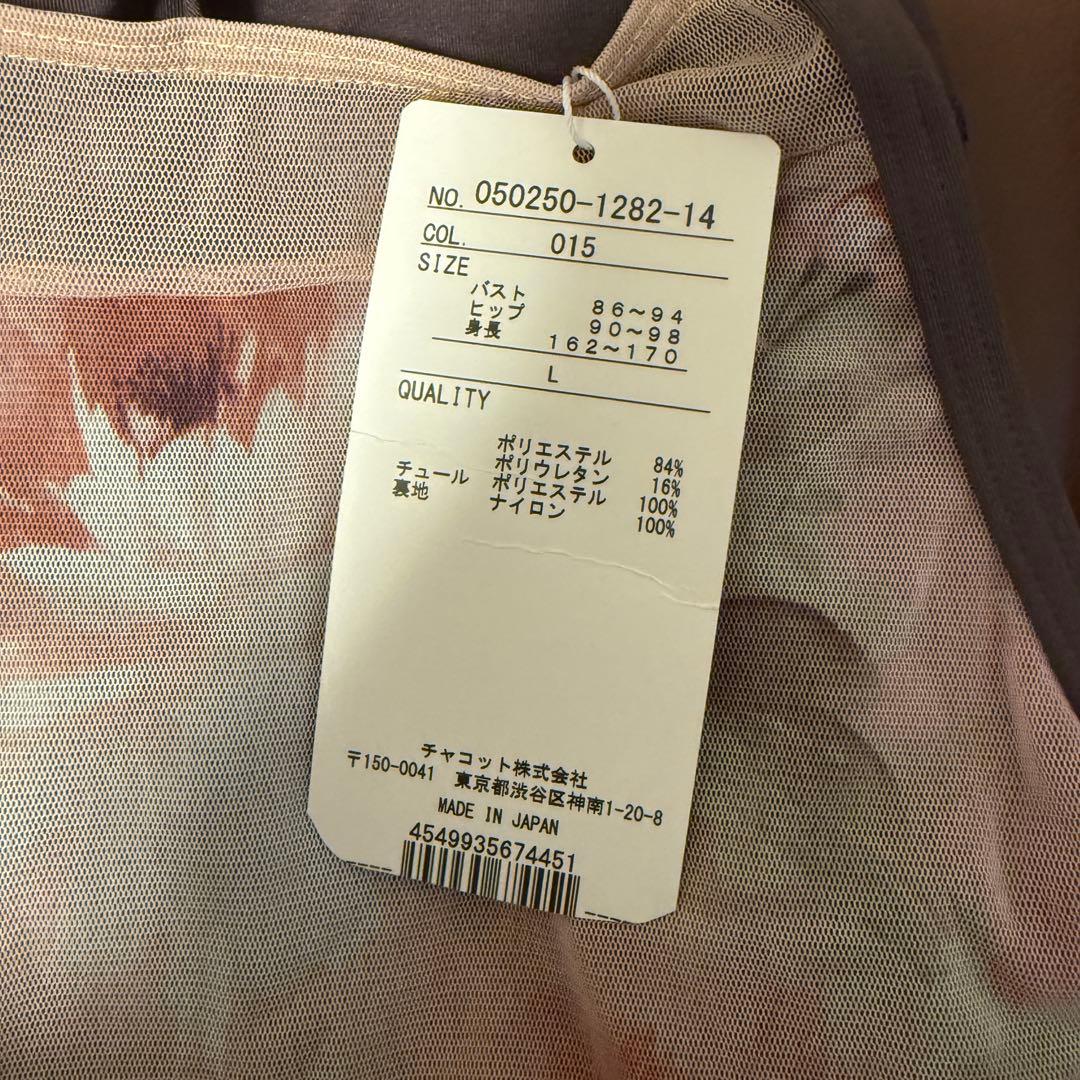 NO. 050250-1282-14
COL. 015
SIZE
バスト 86～94
ヒップ 90～98
身長 162～170
L
QUALITY
ポリエステル 84%
ポリウレタン 16%
チュール ポリエステル 100%
裏地 ナイロン 100%
チャコット株式会社
〒150-0041 東京都渋谷区神南1-20-8
MADE IN JAPAN
4549935674451